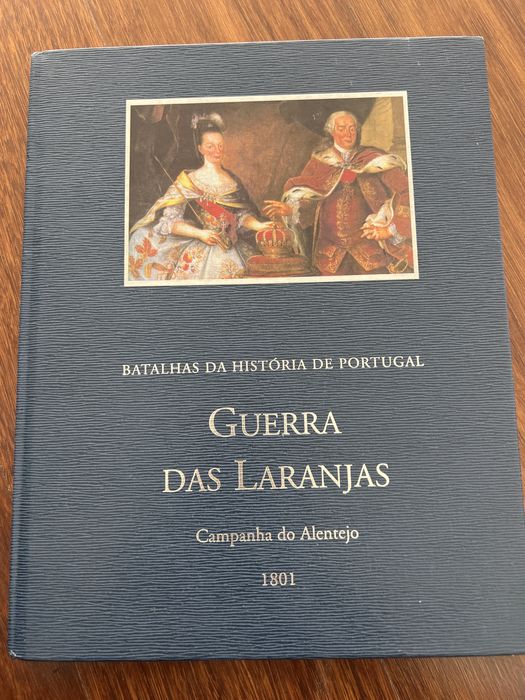 BATALHAS DA HISTÓRIA DE PORTUGAL
GUERRA
DAS LARANJAS
Campanha do Alentejo
1801